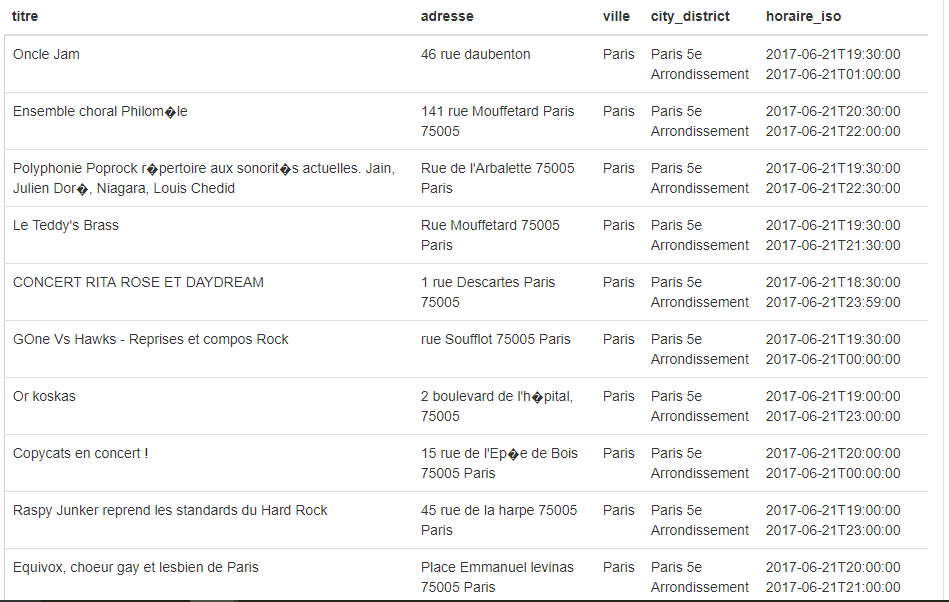 titre adresse ville city_district horaire_iso
Oncle Jam 46 rue daubenton Paris Paris 5e 2017-06-21T19:30:00
Arrondissement 2017-06-21T01:00:00
Ensemble choral Philom�le 141 rue Mouffetard Paris Paris Paris 5e 2017-06-21T20:30:00
75005 Arrondissement 2017-06-21T22:00:00
Polyphonie Poprock r�pertoire aux sonorit�s actuelles. Jain, Rue de l'Arbalette 75005 Paris Paris 5e 2017-06-21T19:30:00
Julien Dor�, Niagara, Louis Chedid Paris Arrondissement 2017-06-21T22:30:00
Le Teddy's Brass Rue Mouffetard 75005 Paris Paris 5e 2017-06-21T19:30:00
Paris Arrondissement 2017-06-21T21:30:00
CONCERT RITA ROSE ET DAYDREAM 1 rue Descartes Paris Paris Paris 5e 2017-06-21T18:30:00
75005 Arrondissement 2017-06-21T23:59:00
GOne Vs Hawks - Reprises et compos Rock rue Soufflot 75005 Paris Paris Paris 5e 2017-06-21T19:30:00
Arrondissement 2017-06-21T00:00:00
Or koskas 2 boulevard de l'h�pital, Paris Paris 5e 2017-06-21T19:00:00
75005 Arrondissement 2017-06-21T23:00:00
Copycats en concert ! 15 rue de l'Ep�e de Bois Paris Paris 5e 2017-06-21T20:00:00
75005 Paris Arrondissement 2017-06-21T00:00:00
Raspy Junker reprend les standards du Hard Rock 45 rue de la harpe 75005 Paris Paris 5e 2017-06-21T19:00:00
Paris Arrondissement 2017-06-21T23:00:00
Equivox, choeur gay et lesbien de Paris Place Emmanuel levinas Paris Paris 5e 2017-06-21T20:00:00
75005 Paris Arrondissement 2017-06-21T21:00:00